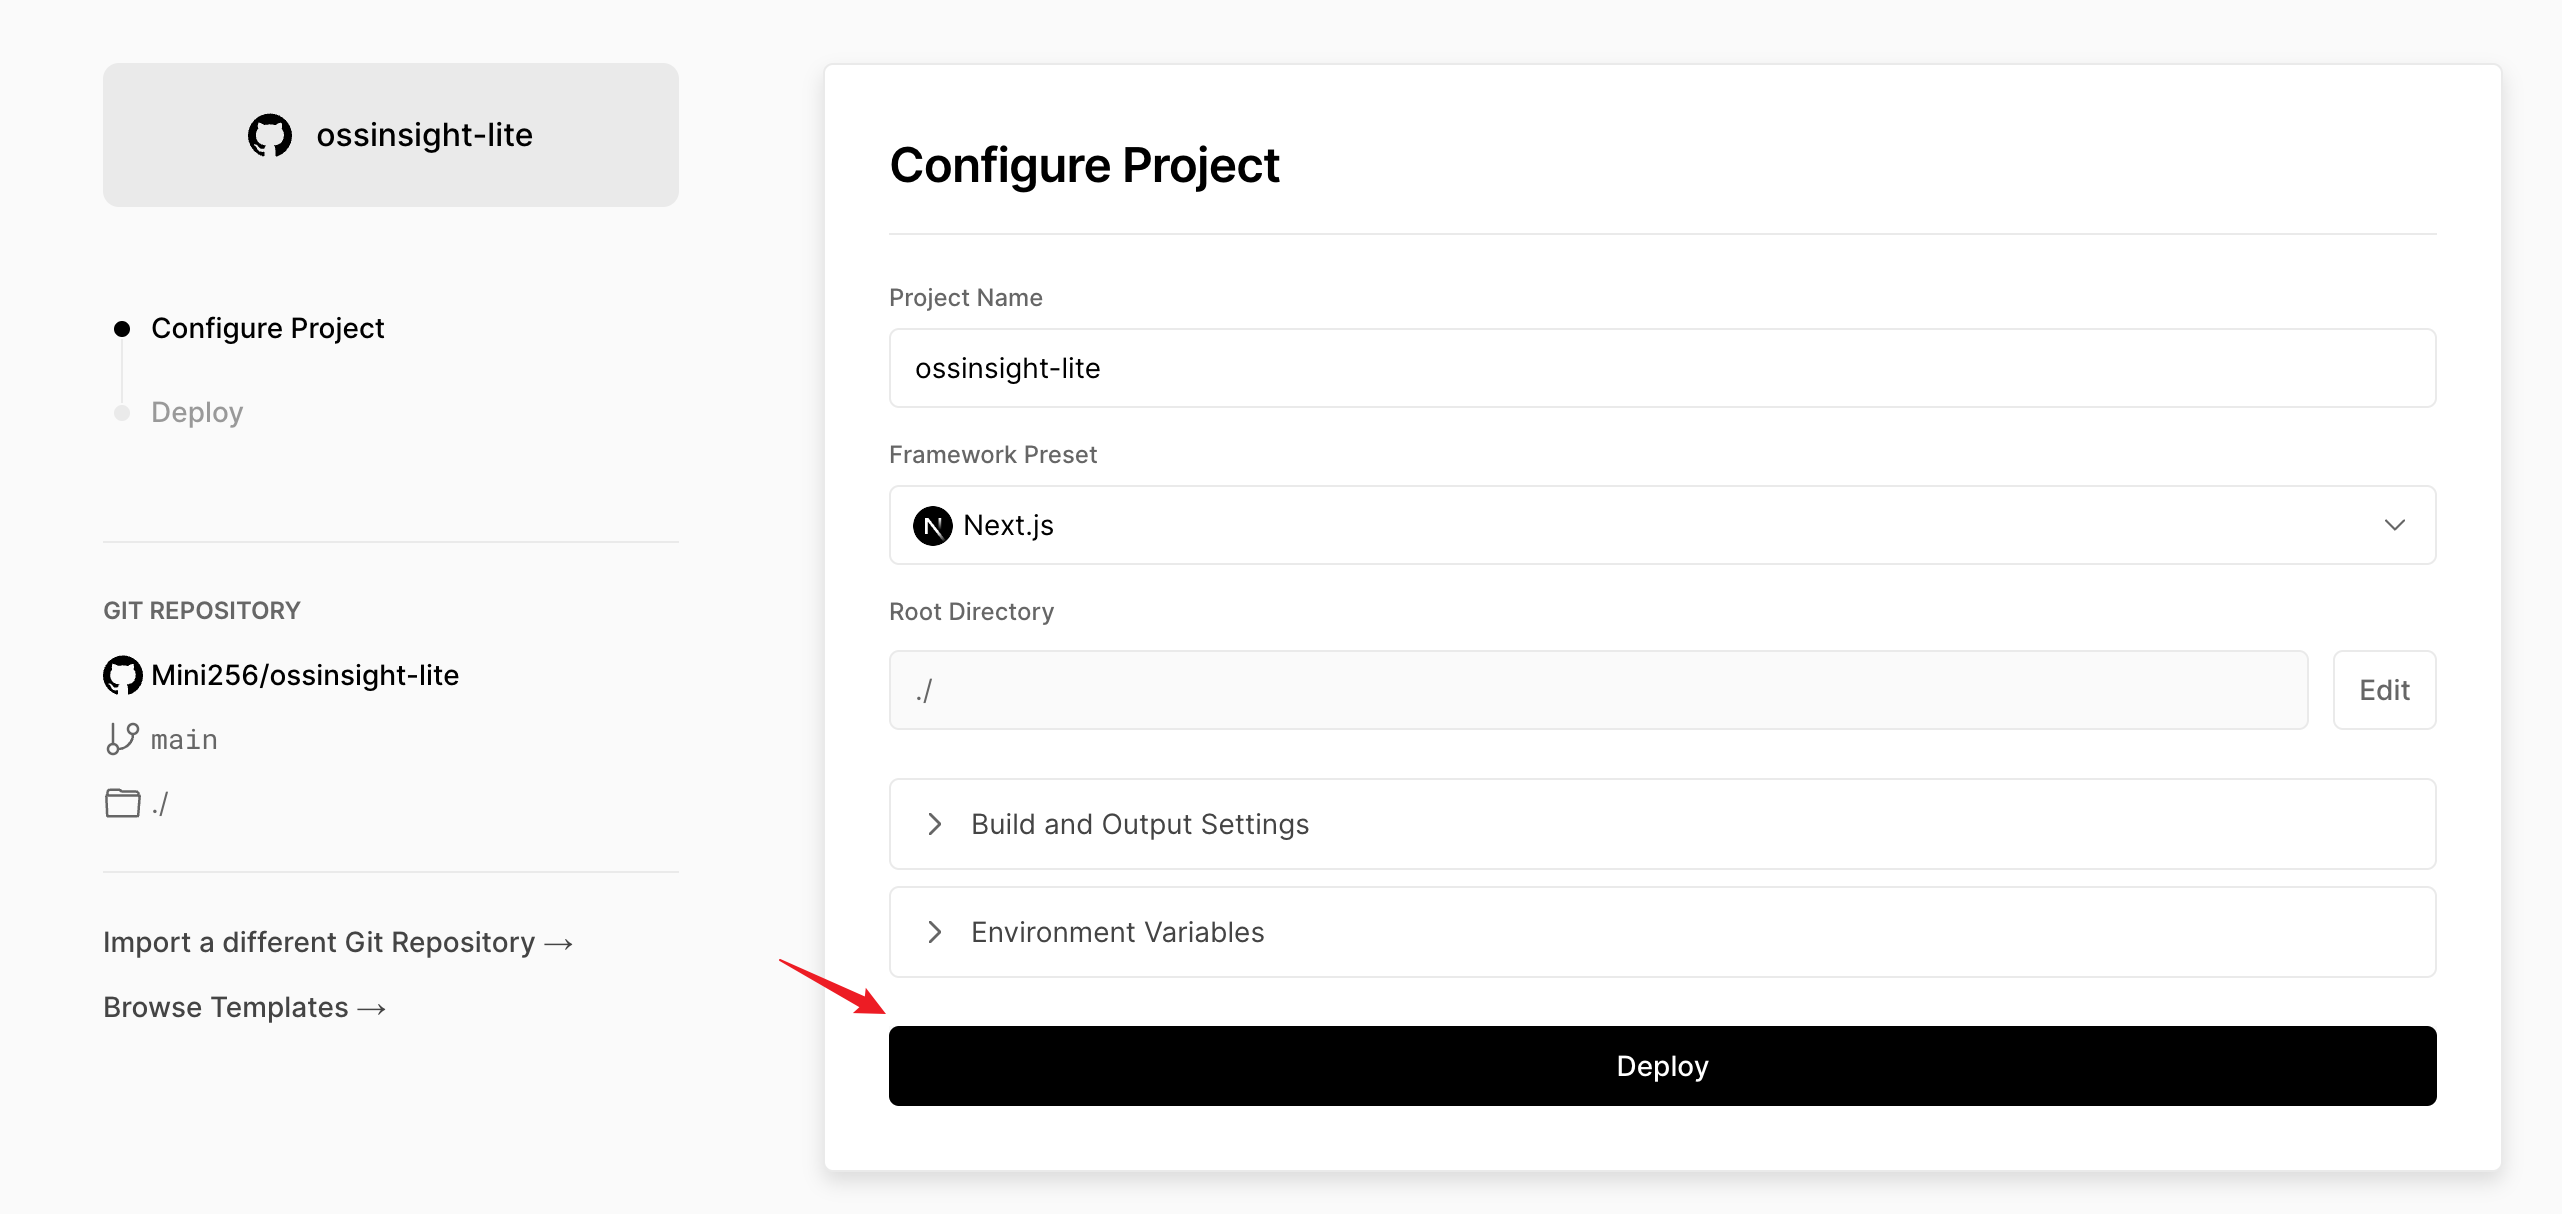 ossinsight-lite
Configure Project
Deploy
GIT REPOSITORY
Mini256/ossinsight-lite
main
./
Import a different Git Repository →
Browse Templates →
Configure Project
Project Name
ossinsight-lite
Framework Preset
Next.js
Root Directory
./
Edit
Build and Output Settings
Environment Variables
Deploy